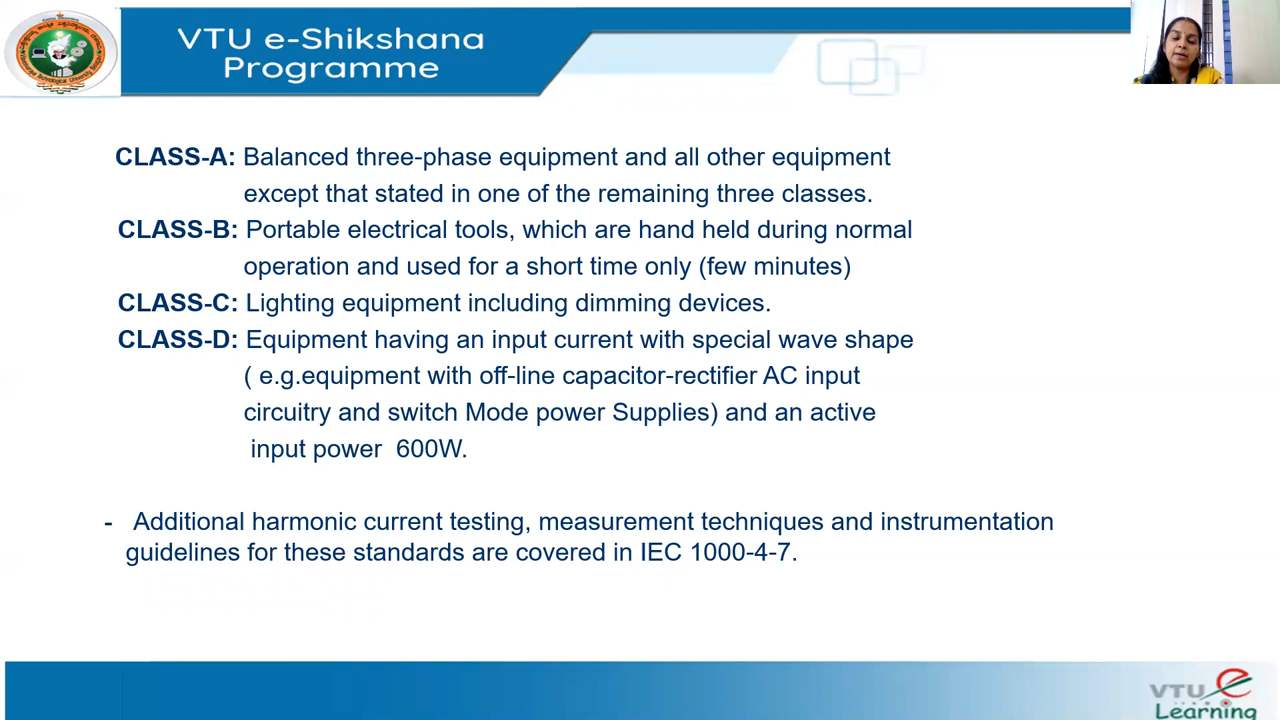 VTU e-Shikshana
Programme
CLASS-A: Balanced three-phase equipment and all other equipment
except that stated in one of the remaining three classes.
CLASS-B: Portable electrical tools, which are hand held during normal
operation and used for a short time only (few minutes)
CLASS-C: Lighting equipment including dimming devices.
CLASS-D: Equipment having an input current with special wave shape
( e.g.equipment with off-line capacitor-rectifier AC input
circuitry and switch Mode power Supplies) and an active
input power 600W.
- Additional harmonic current testing, measurement techniques and instrumentation
guidelines for these standards are covered in IEC 1000-4-7.
VTU e
Learning